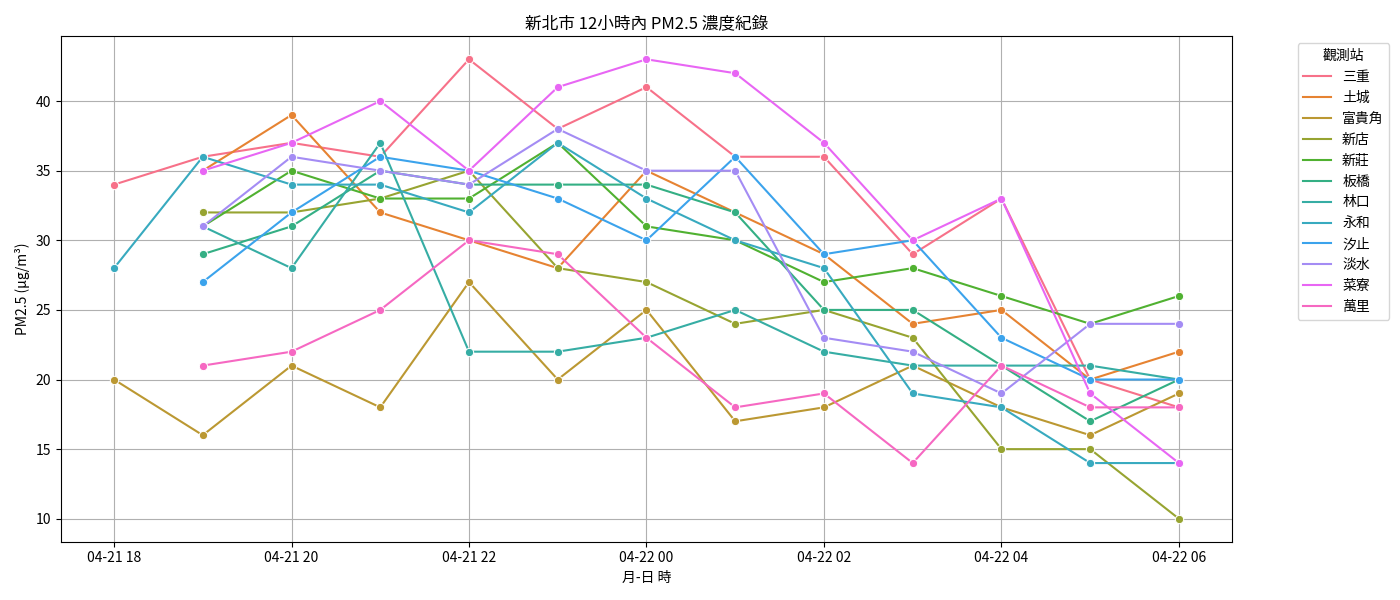 新北市 12小時內 PM2.5 濃度紀錄
PM2.5 (μg/m³)
40
35
30
25
20
15
10
04-21 18
04-21 20
04-21 22
04-22 00
04-22 02
04-22 04
04-22 06
月-日 時
觀測站
三重
土城
富貴角
新店
新莊
板橋
林口
永和
汐止
淡水
菜寮
萬里